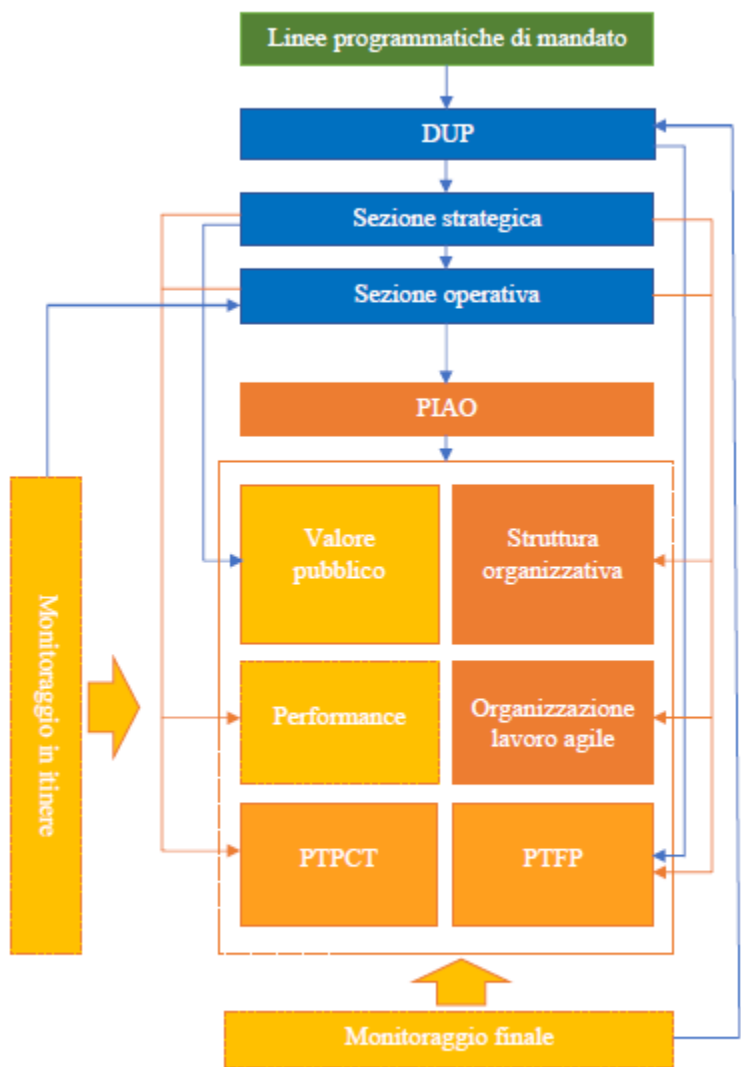 Linee programmatiche di mandato
DUP
Sezione strategica
Sezione operativa
PIAO
Valore
pubblico
Struttura
organizzativa
Monitoraggio in itinere
Performance
Organizzazione
lavoro agile
PTPCT
PTFP
Monitoraggio finale